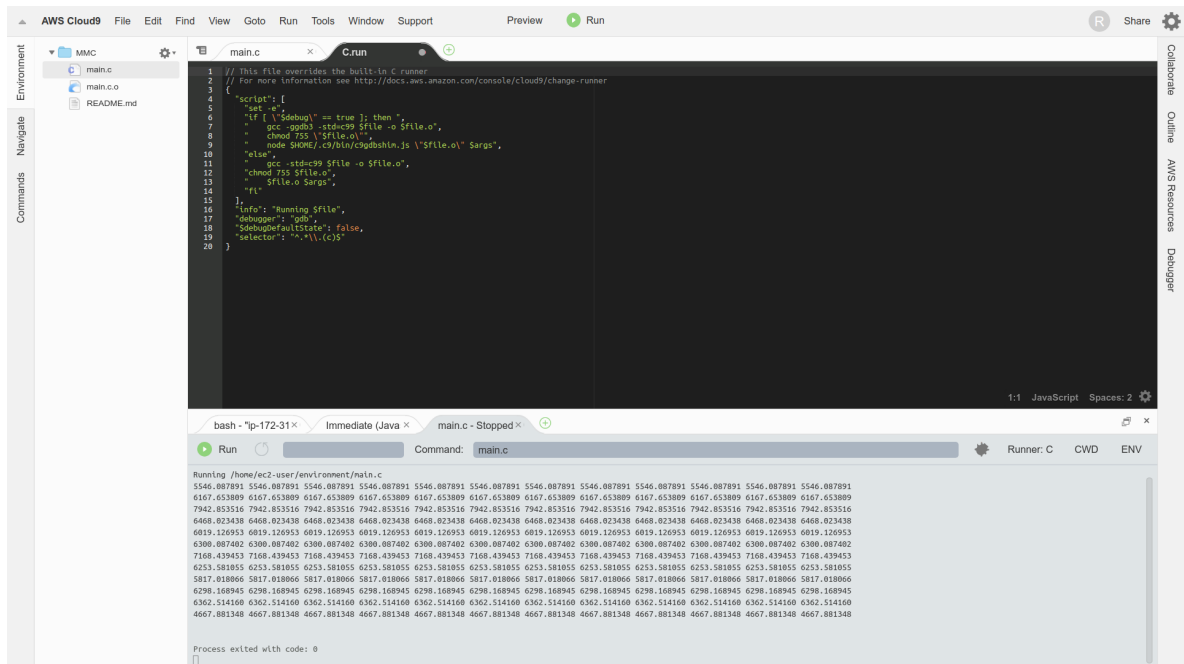 AWS Cloud9 File Edit Find View Goto Run Tools Window Support Preview Run R Share
Environment
Navigate
Commands
MMC
main.c
main.c.o
README.md
main.c × C.run
1 // This file overrides the built-in C runner
2 // For more information see http://docs.aws.amazon.com/console/cloud9/change-runner
3 {
4 "script": [
5 "set -e",
6 "if [ \"$debug\" == true ]; then ",
7 " gcc -ggdb3 -std=c99 $file -o $file.o",
8 " chmod 755 \"$file.o\"",
9 " node $HOME/.c9/bin/c9gdbshim.js \"$file.o\" $args",
10 "else",
11 " gcc -std=c99 $file -o $file.o",
12 "chmod 755 $file.o",
13 " $file.o $args",
14 "fi"
15 ],
16 "info": "Running $file",
17 "debugger": "gdb",
18 "$debugDefaultState": false,
19 "selector": "^.*\\.(c)$"
20 }
1:1 JavaScript Spaces: 2
Collaborate
Outline
AWS Resources
Debugger
bash - "ip-172-31 × Immediate (Java × main.c - Stopped ×
Run Command: main.c Runner: C CWD ENV
Running /home/ec2-user/environment/main.c
5546.087891 5546.087891 5546.087891 5546.087891 5546.087891 5546.087891 5546.087891 5546.087891 5546.087891 5546.087891 5546.087891 5546.087891
6167.653809 6167.653809 6167.653809 6167.653809 6167.653809 6167.653809 6167.653809 6167.653809 6167.653809 6167.653809 6167.653809 6167.653809
7942.853516 7942.853516 7942.853516 7942.853516 7942.853516 7942.853516 7942.853516 7942.853516 7942.853516 7942.853516 7942.853516 7942.853516
6468.023438 6468.023438 6468.023438 6468.023438 6468.023438 6468.023438 6468.023438 6468.023438 6468.023438 6468.023438 6468.023438 6468.023438
6019.126953 6019.126953 6019.126953 6019.126953 6019.126953 6019.126953 6019.126953 6019.126953 6019.126953 6019.126953 6019.126953 6019.126953
6300.087402 6300.087402 6300.087402 6300.087402 6300.087402 6300.087402 6300.087402 6300.087402 6300.087402 6300.087402 6300.087402 6300.087402
7168.439453 7168.439453 7168.439453 7168.439453 7168.439453 7168.439453 7168.439453 7168.439453 7168.439453 7168.439453 7168.439453 7168.439453
6253.581055 6253.581055 6253.581055 6253.581055 6253.581055 6253.581055 6253.581055 6253.581055 6253.581055 6253.581055 6253.581055 6253.581055
5817.018066 5817.018066 5817.018066 5817.018066 5817.018066 5817.018066 5817.018066 5817.018066 5817.018066 5817.018066 5817.018066 5817.018066
6298.168945 6298.168945 6298.168945 6298.168945 6298.168945 6298.168945 6298.168945 6298.168945 6298.168945 6298.168945 6298.168945 6298.168945
6362.514160 6362.514160 6362.514160 6362.514160 6362.514160 6362.514160 6362.514160 6362.514160 6362.514160 6362.514160 6362.514160 6362.514160
4667.881348 4667.881348 4667.881348 4667.881348 4667.881348 4667.881348 4667.881348 4667.881348 4667.881348 4667.881348 4667.881348 4667.881348
Process exited with code: 0